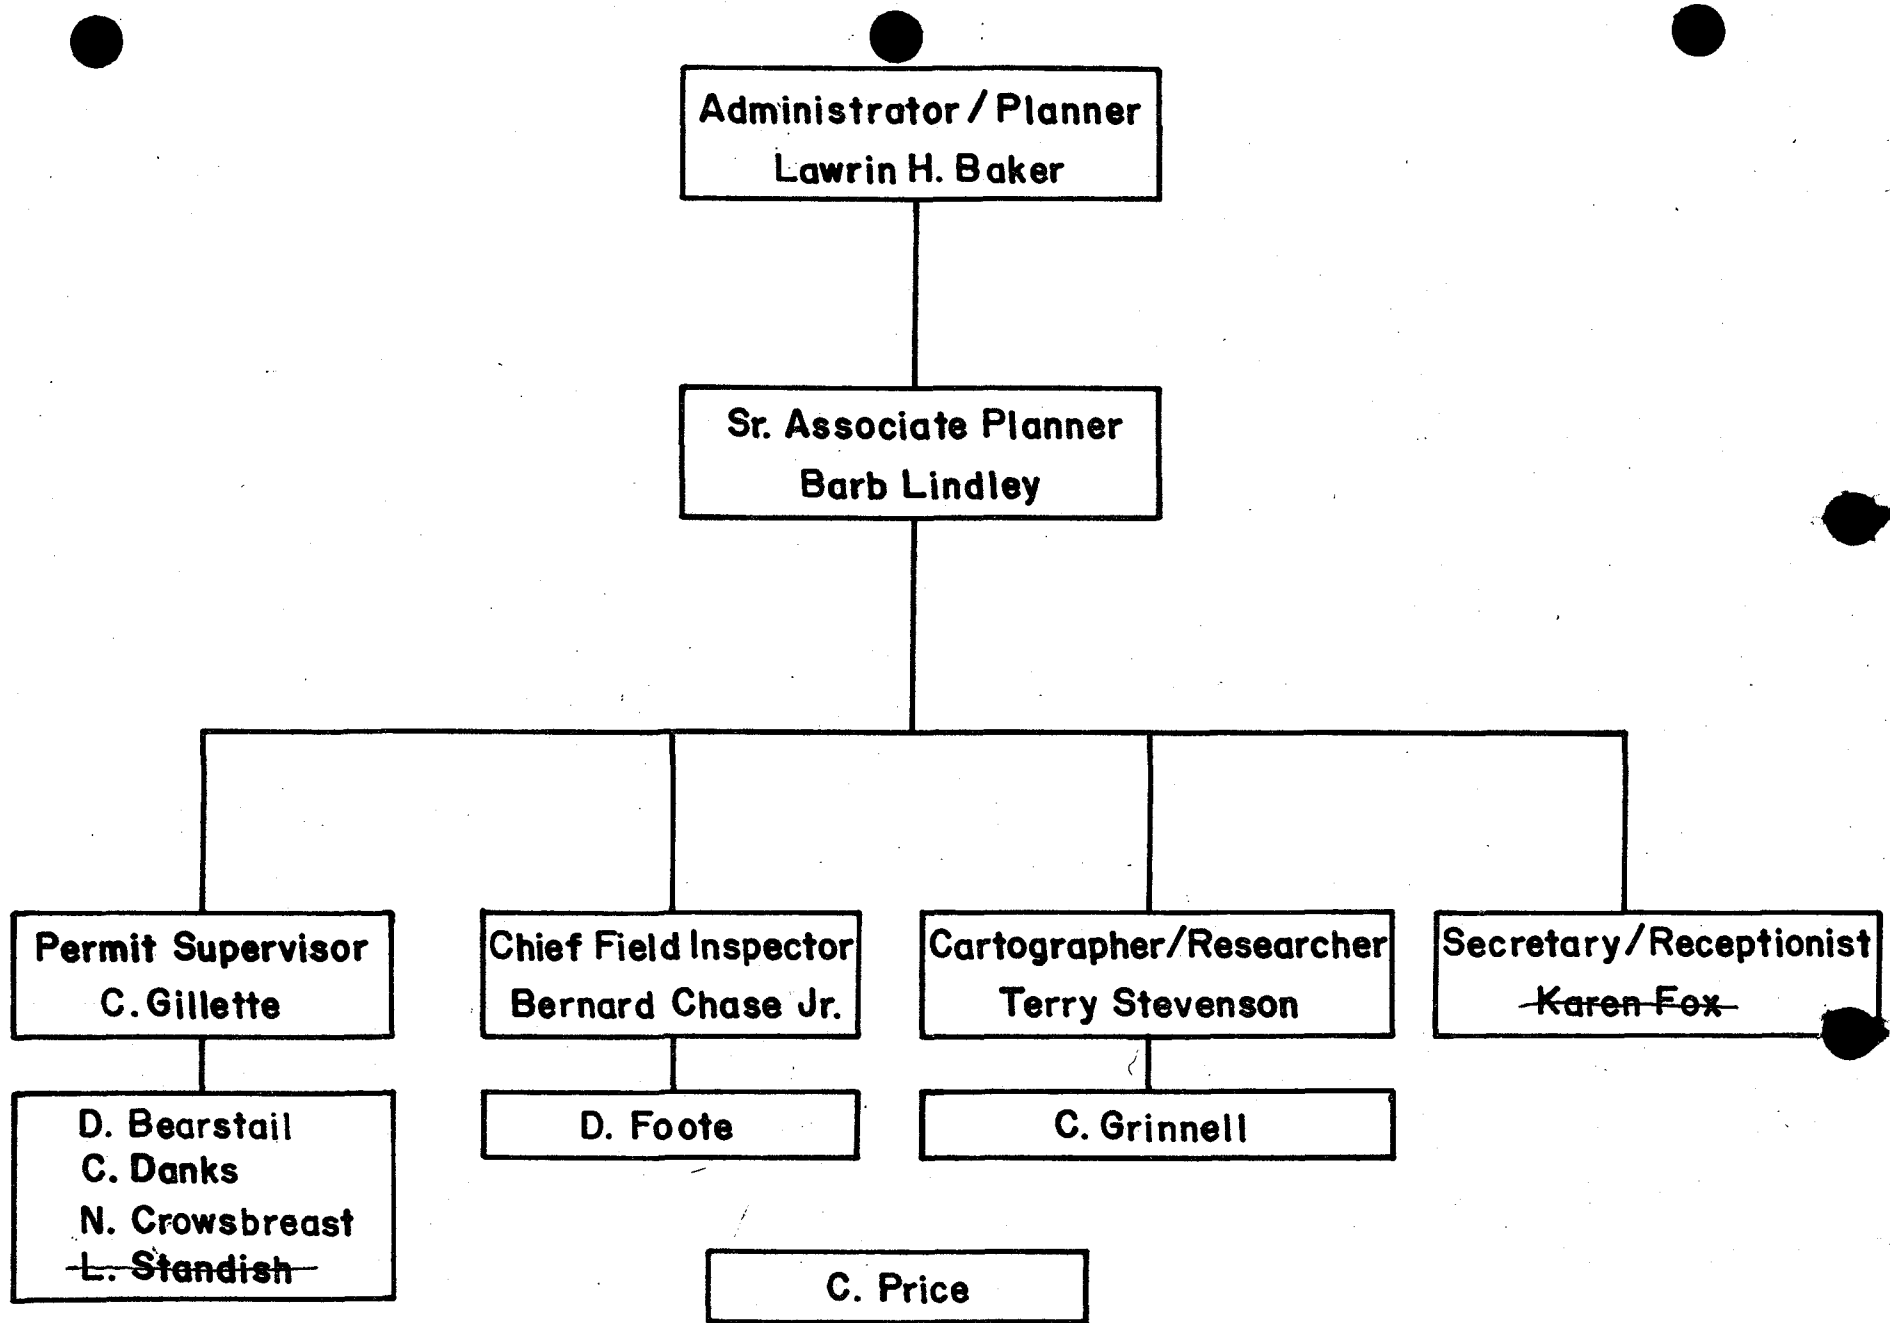 Administrator / Planner
Lawrin H. Baker
Sr. Associate Planner
Barb Lindley
Permit Supervisor
C. Gillette
Chief Field Inspector
Bernard Chase Jr.
Cartographer/Researcher
Terry Stevenson
Secretary/Receptionist
Karen Fox
D. Bearstail
C. Danks
N. Crowsbreast
L. Standish
D. Foote
C. Grinnell
C. Price